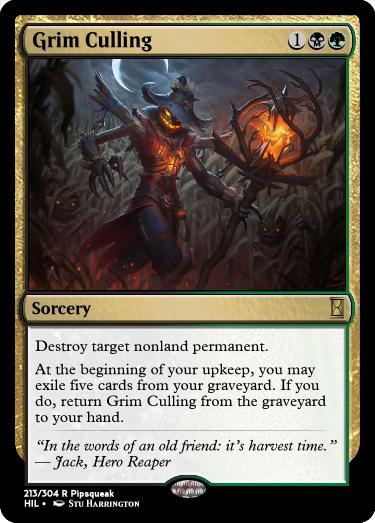 Grim Culling 1
Sorcery
Destroy target nonland permanent.
At the beginning of your upkeep, you may
exile five cards from your graveyard. If you
do, return Grim Culling from the graveyard
to your hand.
“In the words of an old friend: it’s harvest time.”
— Jack, Hero Reaper
213/304 R Pipsqueak
HIL • Stu Harrington